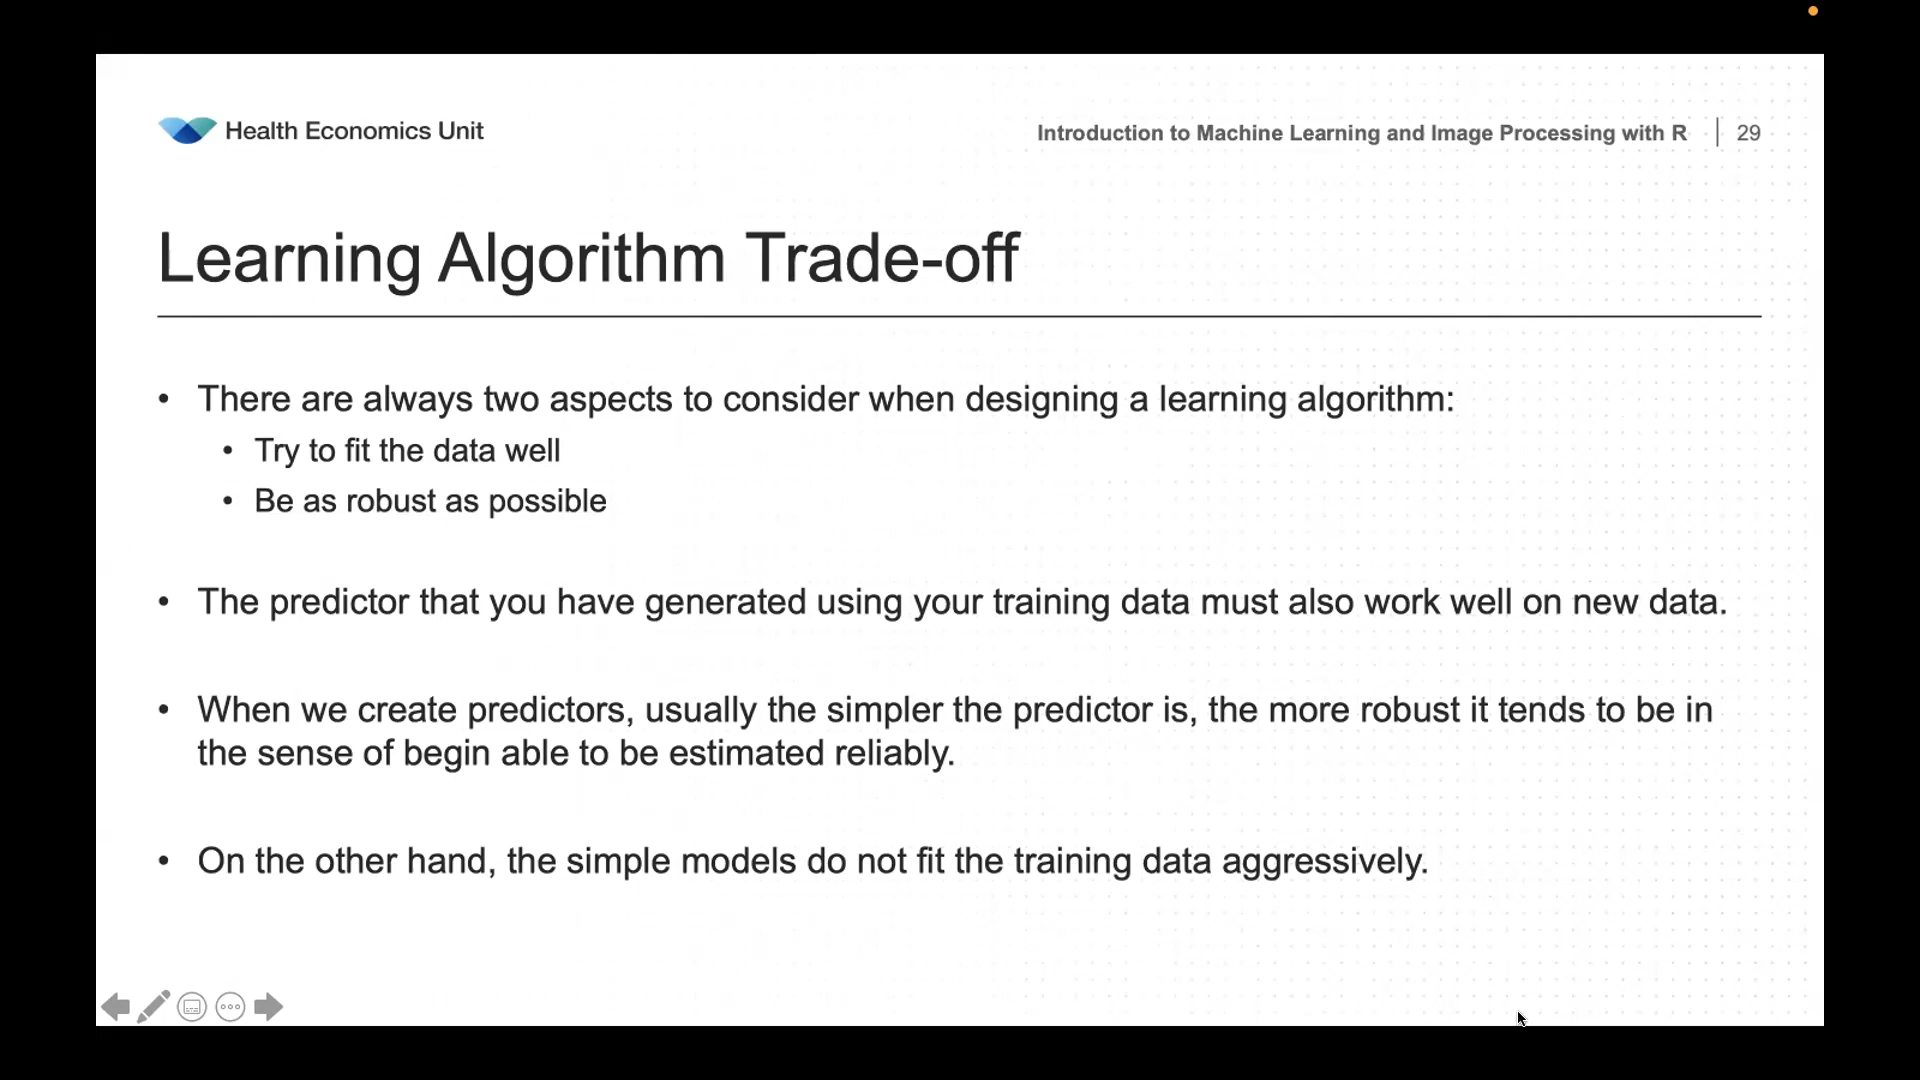 Health Economics Unit
Introduction to Machine Learning and Image Processing with R
29
Learning Algorithm Trade-off
• There are always two aspects to consider when designing a learning algorithm:
• Try to fit the data well
• Be as robust as possible
• The predictor that you have generated using your training data must also work well on new data.
• When we create predictors, usually the simpler the predictor is, the more robust it tends to be in
the sense of begin able to be estimated reliably.
• On the other hand, the simple models do not fit the training data aggressively.